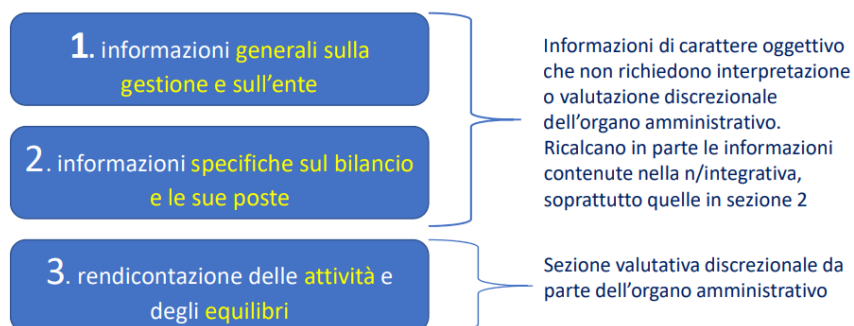 1. informazioni generali sulla
gestione e sull'ente
Informazioni di carattere oggettivo
che non richiedono interpretazione
o valutazione discrezionale
dell'organo amministrativo.
Ricalcano in parte le informazioni
contenute nella n/integrativa,
soprattutto quelle in sezione 2
2. informazioni specifiche sul bilancio
e le sue poste
3. rendicontazione delle attività e
degli equilibri
Sezione valutativa discrezionale da
parte dell'organo amministrativo